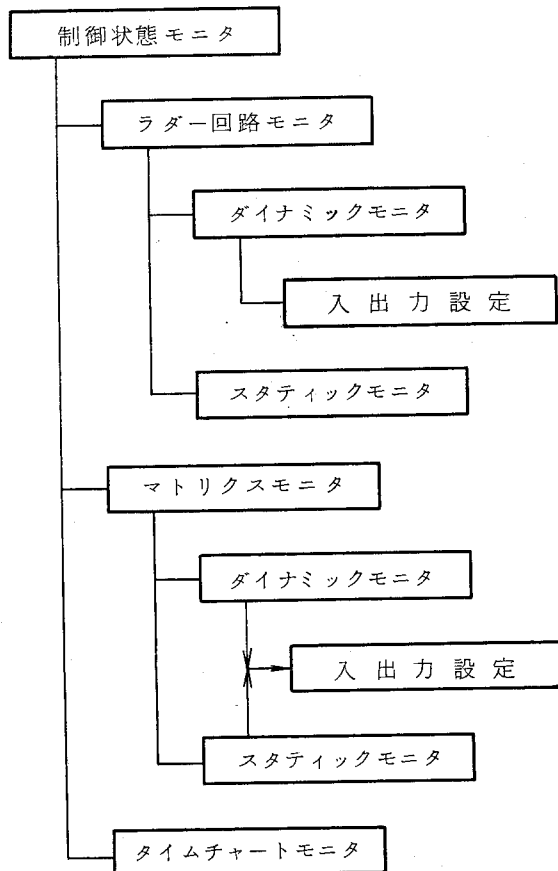 制御状態モニタ
ラダー回路モニタ
ダイナミックモニタ
入出力設定
スタティックモニタ
マトリクスモニタ
ダイナミックモニタ
入出力設定
スタティックモニタ
タイムチャートモニタ